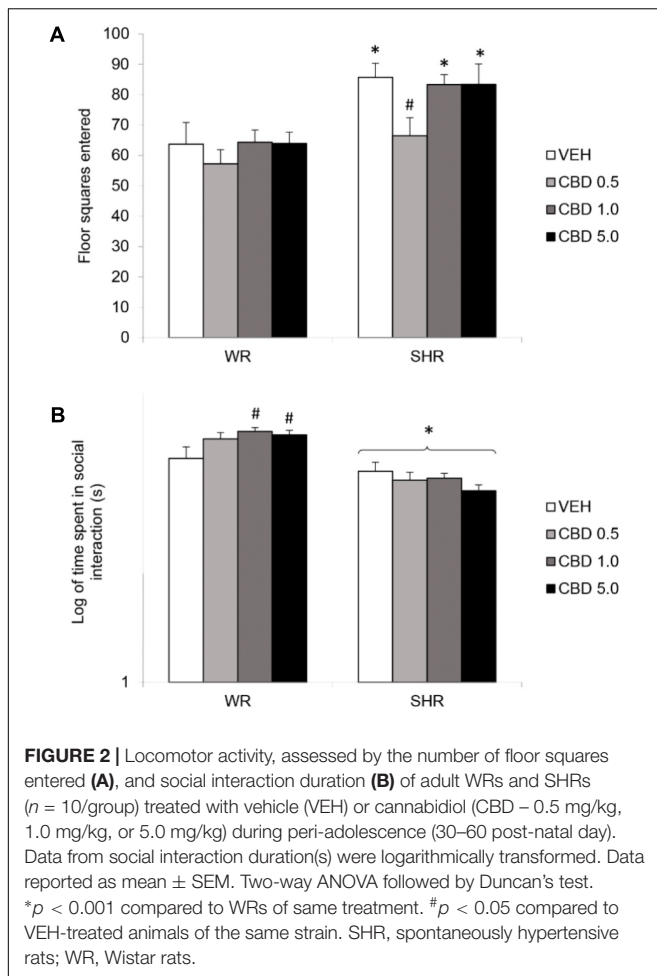 A
Floor squares entered
100
90
80
70
60
50
40
30
20
10
0
*
#
*
*
WR
SHR
VEH
CBD 0.5
CBD 1.0
CBD 5.0
B
Log of time spent in social
interaction (s)
1
#
#
*
WR
SHR
VEH
CBD 0.5
CBD 1.0
CBD 5.0
FIGURE 2 | Locomotor activity, assessed by the number of floor squares
entered (A), and social interaction duration (B) of adult WRs and SHRs
(n = 10/group) treated with vehicle (VEH) or cannabidiol (CBD – 0.5 mg/kg,
1.0 mg/kg, or 5.0 mg/kg) during peri-adolescence (30–60 post-natal day).
Data from social interaction duration(s) were logarithmically transformed. Data
reported as mean ± SEM. Two-way ANOVA followed by Duncan's test.
*p < 0.001 compared to WRs of same treatment. #p < 0.05 compared to
VEH-treated animals of the same strain. SHR, spontaneously hypertensive
rats; WR, Wistar rats.